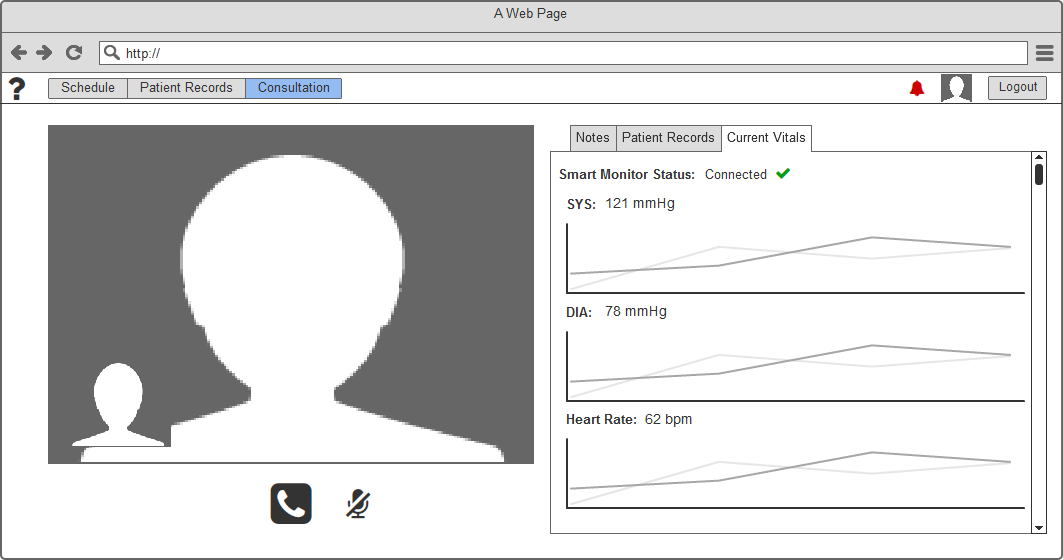 A Web Page
http://
? Schedule Patient Records Consultation Logout
Notes Patient Records Current Vitals
Smart Monitor Status: Connected
SYS: 121 mmHg
DIA: 78 mmHg
Heart Rate: 62 bpm